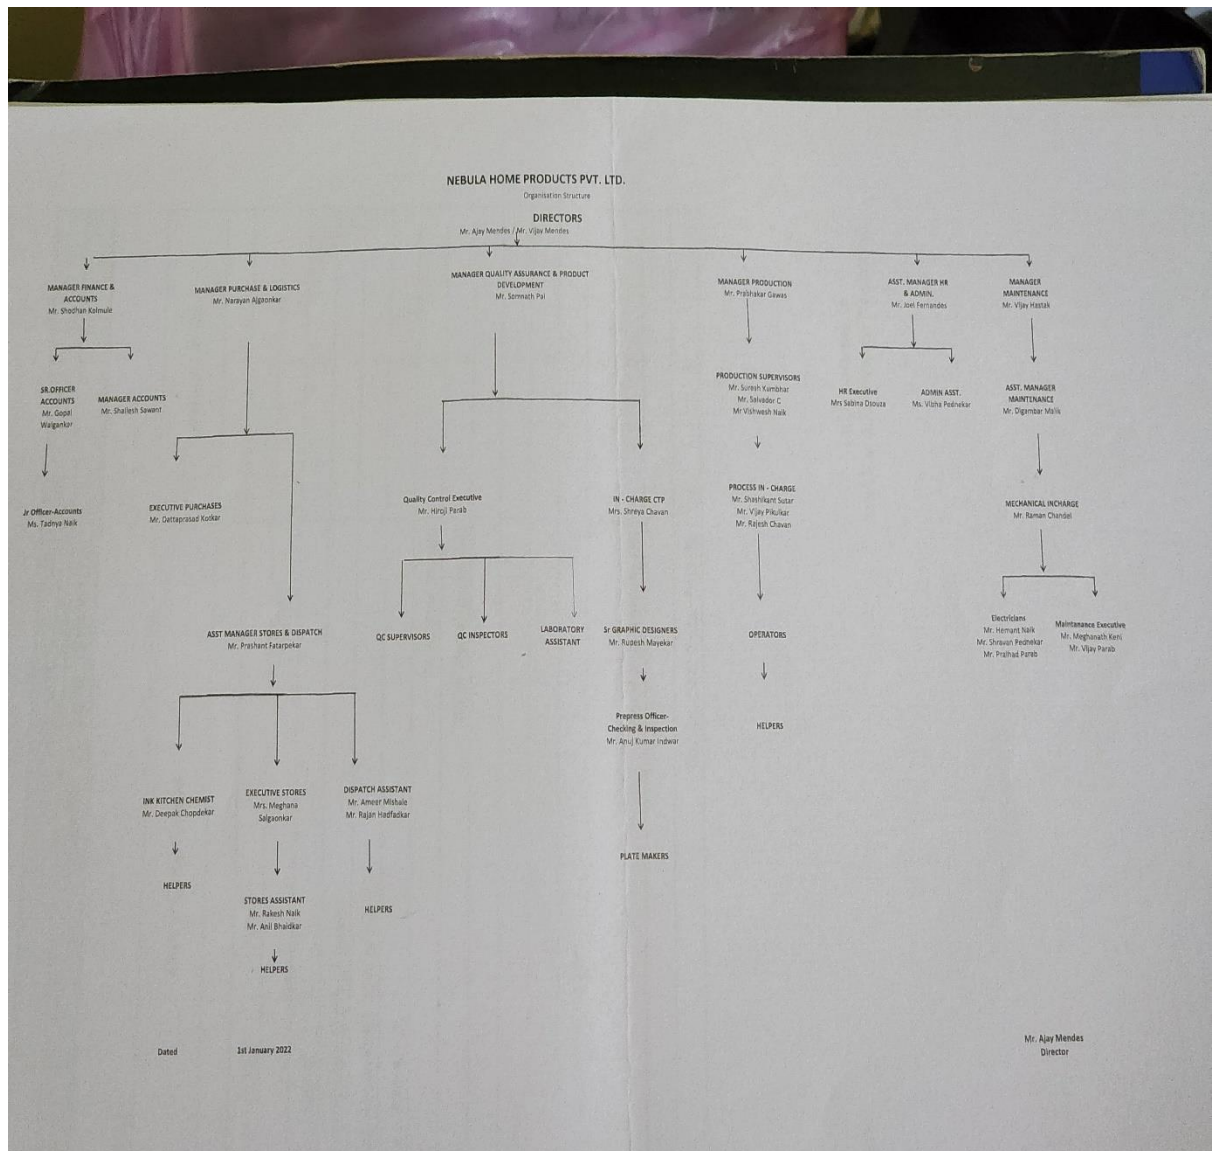 NEBULA HOME PRODUCTS PVT. LTD.
Organisation Structure
DIRECTORS
Mr. Ajay Mendes / Mr. Vijay Mendes
MANAGER FINANCE &
ACCOUNTS
Mr. Shodhan Kolmule
MANAGER PURCHASE & LOGISTICS
Mr. Narayan Ajgaonkar
MANAGER QUALITY ASSURANCE & PRODUCT
DEVELOPMENT
Mr. Somnath Pal
MANAGER PRODUCTION
Mr. Prabhakar Gawas
ASST. MANAGER HR
& ADMIN.
Mr. Joel Fernandes
MANAGER
MAINTENANCE
Mr. Vijay Hastak
SR.OFFICER
ACCOUNTS
Mr. Gopal
Walgankar
MANAGER ACCOUNTS
Mr. Shailesh Sawant
PRODUCTION SUPERVISORS
Mr. Suresh Kambhar
Mr. Salvador C
Mr Vishwesh Naik
HR Executive
Mrs Sabina Dsouza
ADMIN ASST.
Ms. Vibha Pednekar
ASST. MANAGER
MAINTENANCE
Mr. Digambar Malik
Jr Officer-Accounts
Ms. Tadnya Naik
EXECUTIVE PURCHASES
Mr. Dattaprasad Kotkar
Quality Control Executive
Mr. Hiroji Parab
IN - CHARGE CTP
Mrs. Shreya Chavan
PROCESS IN - CHARGE
Mr. Shashikant Sutar
Mr. Vijay Pikulkar
Mr. Rajesh Chavan
MECHANICAL INCHARGE
Mr. Raman Chandel
ASST MANAGER STORES & DISPATCH
Mr. Prashant Fatarpekar
QC SUPERVISORS
QC INSPECTORS
LABORATORY
ASSISTANT
Sr GRAPHIC DESIGNERS
Mr. Rupesh Mayekar
OPERATORS
Electricians
Mr. Hemant Naik
Mr. Shravan Pednekar
Mr. Pralhad Parab
Maintenance Executive
Mr. Meghanath Keni
Mr. Vijay Parab
Prepress Officer-
Checking & Inspection
Mr. Anuj Kumar Indwar
HELPERS
INK KITCHEN CHEMIST
Mr. Deepak Chopdekar
EXECUTIVE STORES
Mrs. Meghana
Salgaonkar
DISPATCH ASSISTANT
Mr. Ameer Misbale
Mr. Rajan Hadfadkar
PLATE MAKERS
HELPERS
STORES ASSISTANT
Mr. Rakesh Naik
Mr. Anil Bhaidkar
HELPERS
HELPERS
Dated 1st January 2022
Mr. Ajay Mendes
Director